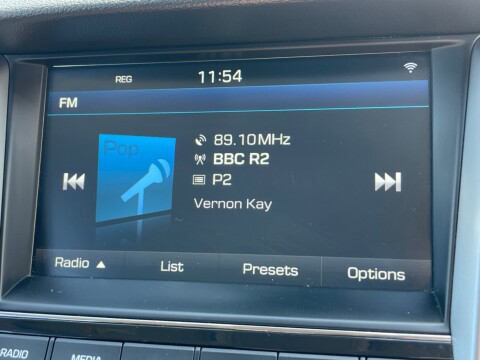 REG 11:54
FM
Pop
89.10MHz
BBC R2
P2
Vernon Kay
Radio ▲ List Presets Options
RADIO MEDIA